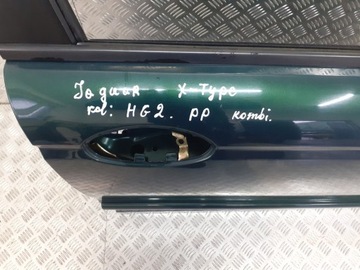 Jaguar X-Type
kol. HG2. pp kombi.